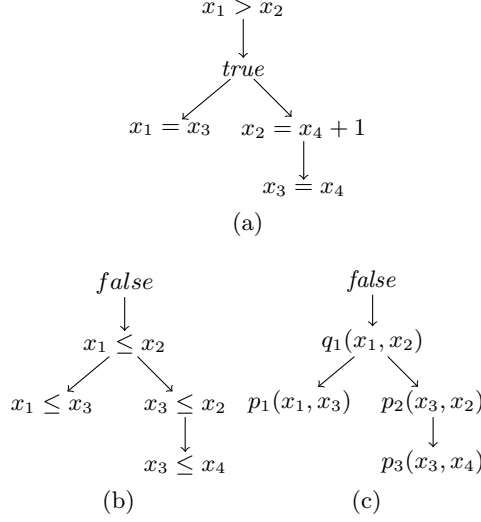 x₁ > x₂
true
x₁ = x₃ x₂ = x₄ + 1
x₃ = x₄
(a)
false false
x₁ ≤ x₂ q₁(x₁, x₂)
x₁ ≤ x₃ x₃ ≤ x₂ p₁(x₁, x₃) p₂(x₃, x₂)
x₃ ≤ x₄ p₃(x₃, x₄)
(b) (c)